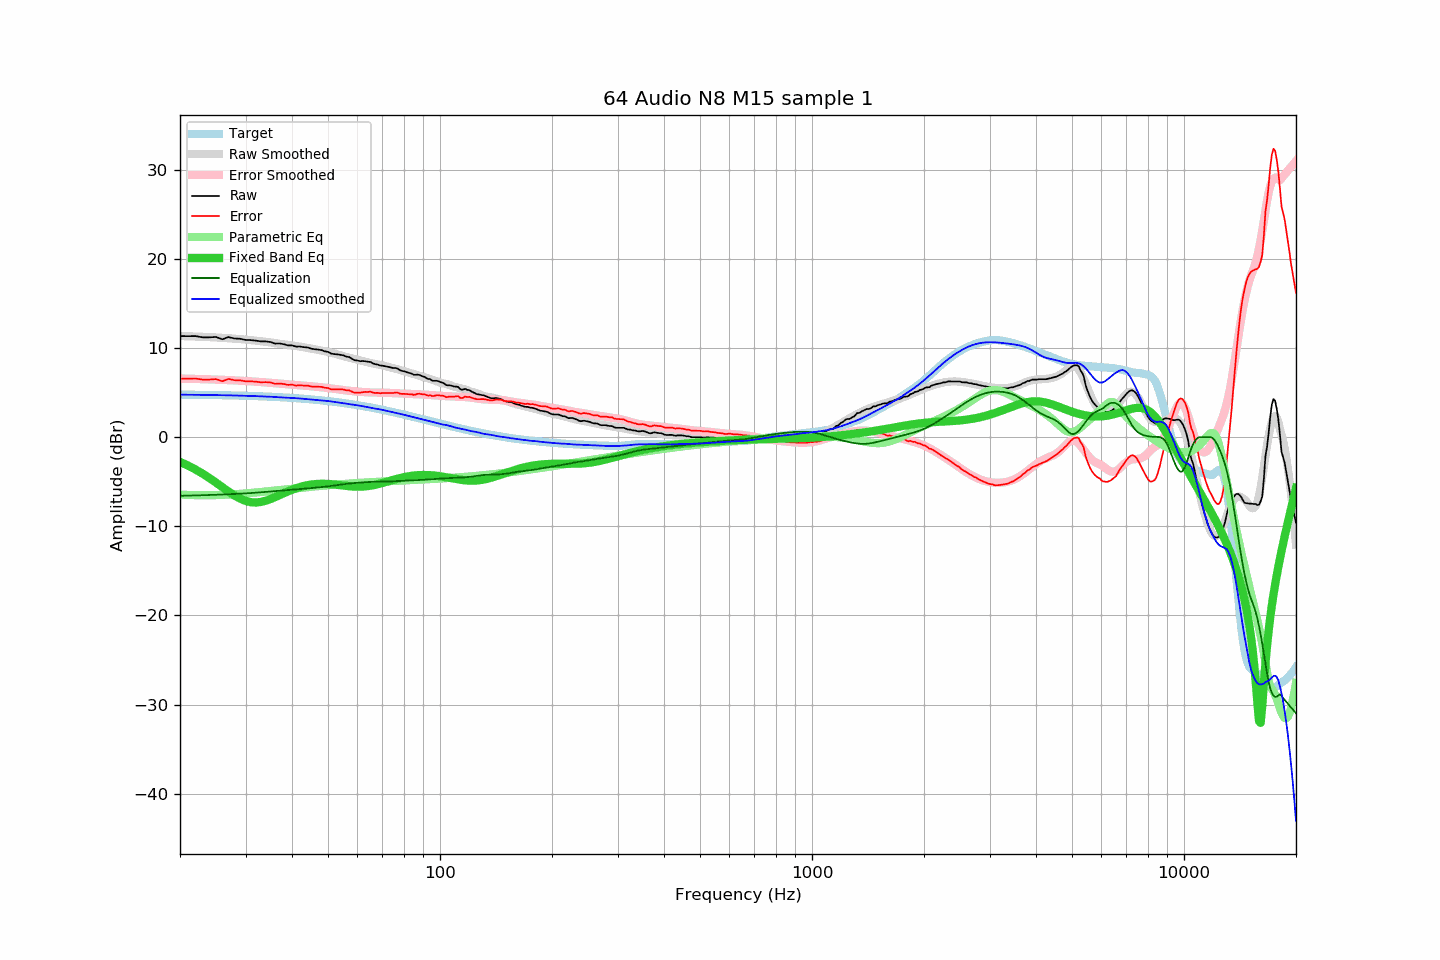 64 Audio N8 M15 sample 1
Target
Raw Smoothed
Error Smoothed
Raw
Error
Parametric Eq
Fixed Band Eq
Equalization
Equalized smoothed
30
20
10
0
−10
−20
−30
−40
Amplitude (dBr)
100 1000 10000
Frequency (Hz)